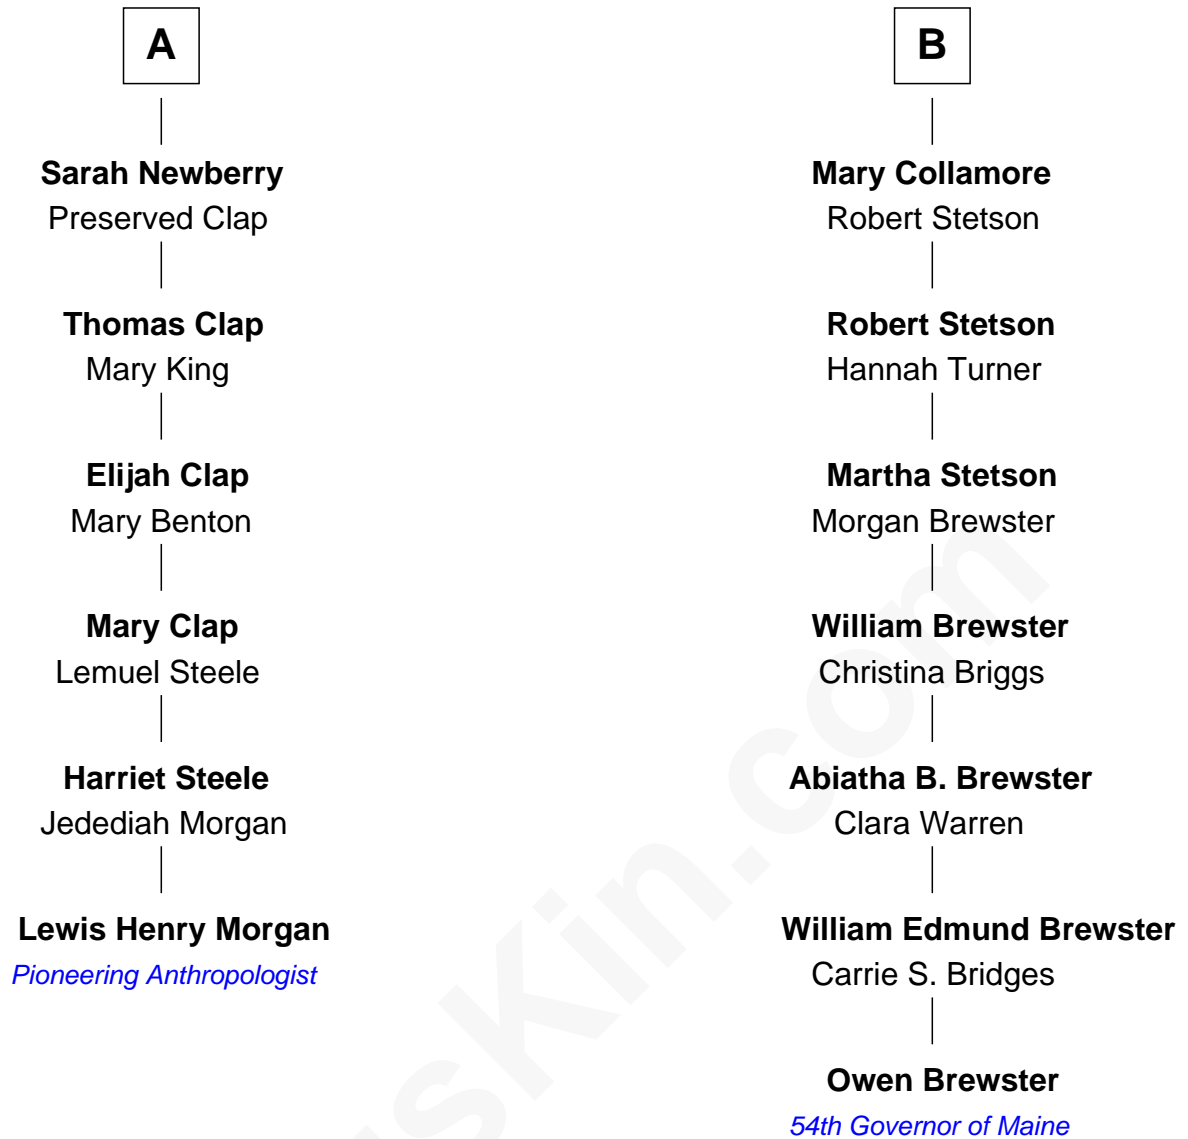 A
Sarah Newberry
Preserved Clap
Thomas Clap
Mary King
Elijah Clap
Mary Benton
Mary Clap
Lemuel Steele
Harriet Steele
Jedediah Morgan
Lewis Henry Morgan
Pioneering Anthropologist
B
Mary Collamore
Robert Stetson
Robert Stetson
Hannah Turner
Martha Stetson
Morgan Brewster
William Brewster
Christina Briggs
Abiatha B. Brewster
Clara Warren
William Edmund Brewster
Carrie S. Bridges
Owen Brewster
54th Governor of Maine